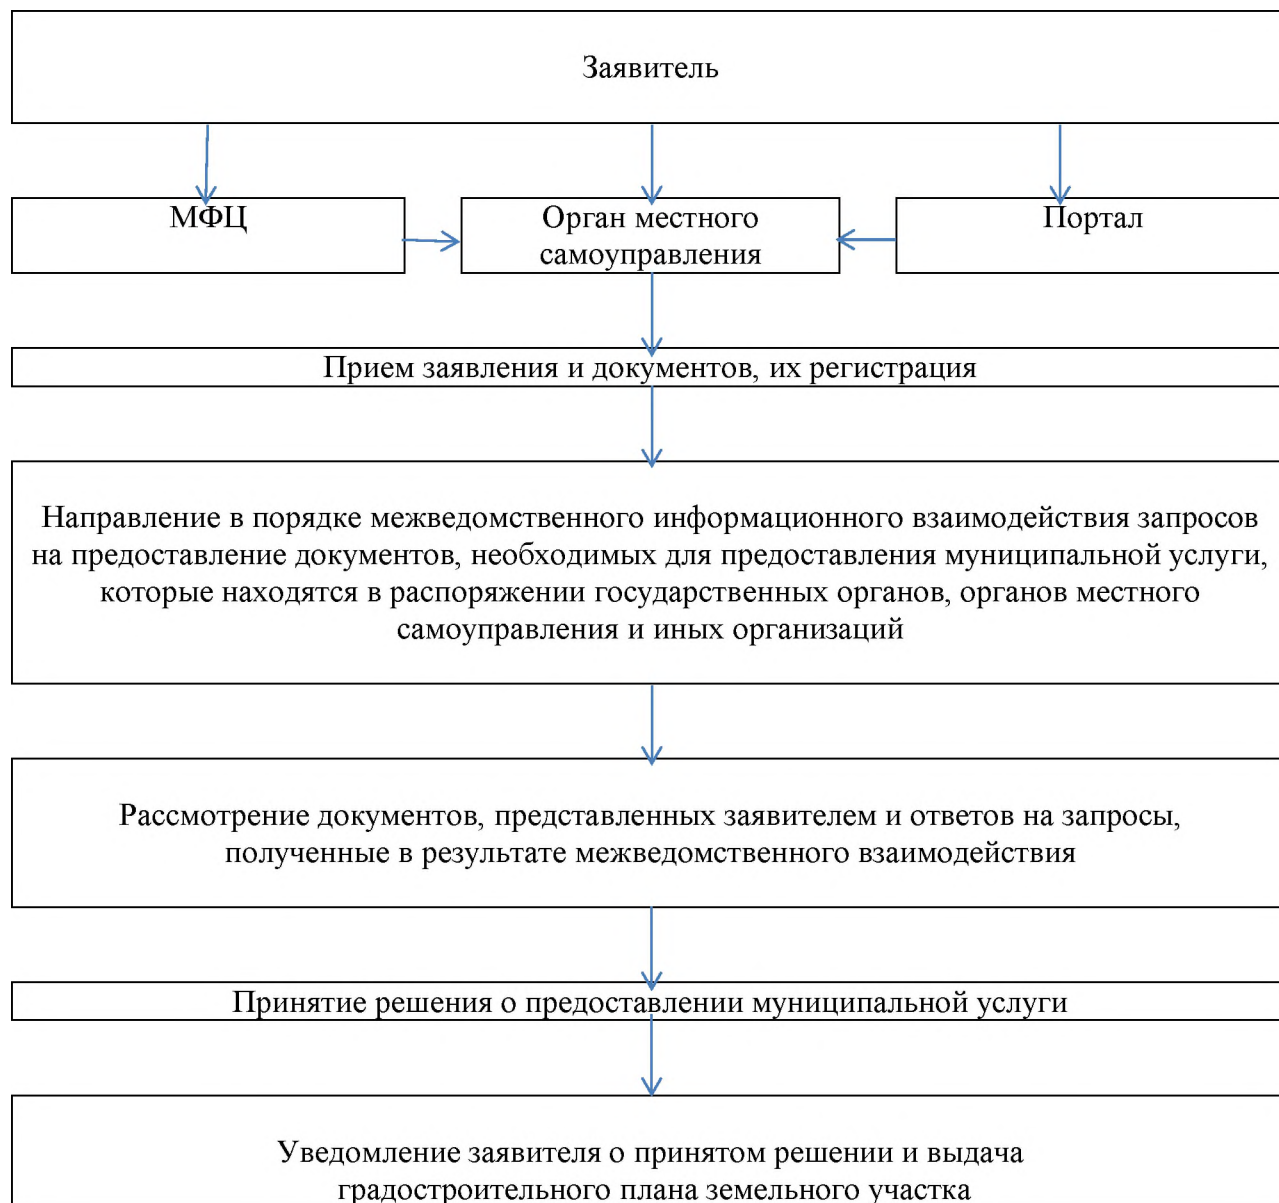 Заявитель
МФЦ
Орган местного
самоуправления
Портал
Прием заявления и документов, их регистрация
Направление в порядке межведомственного информационного взаимодействия запросов
на предоставление документов, необходимых для предоставления муниципальной услуги,
которые находятся в распоряжении государственных органов, органов местного
самоуправления и иных организаций
Рассмотрение документов, представленных заявителем и ответов на запросы,
полученные в результате межведомственного взаимодействия
Принятие решения о предоставлении муниципальной услуги
Уведомление заявителя о принятом решении и выдача
градостроительного плана земельного участка